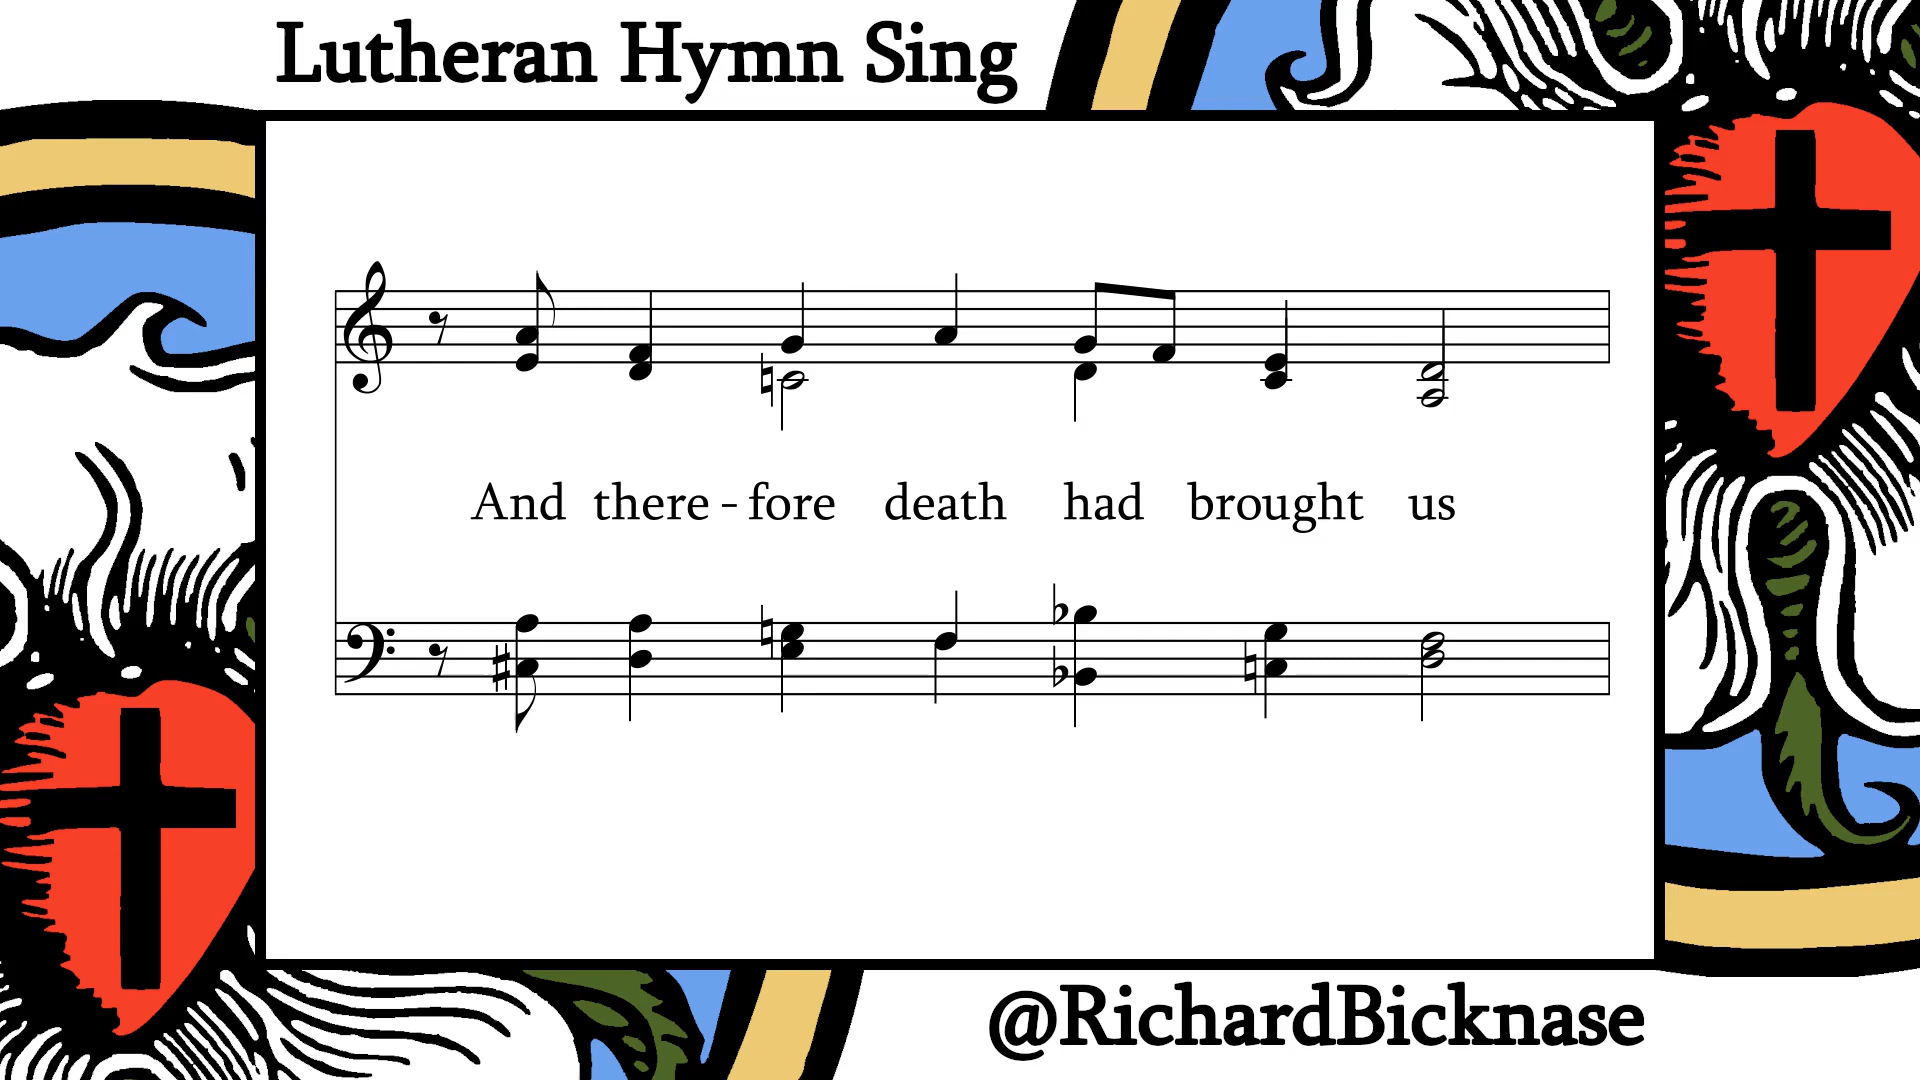 Lutheran Hymn Sing
And there - fore death had brought us
@RichardBicknase